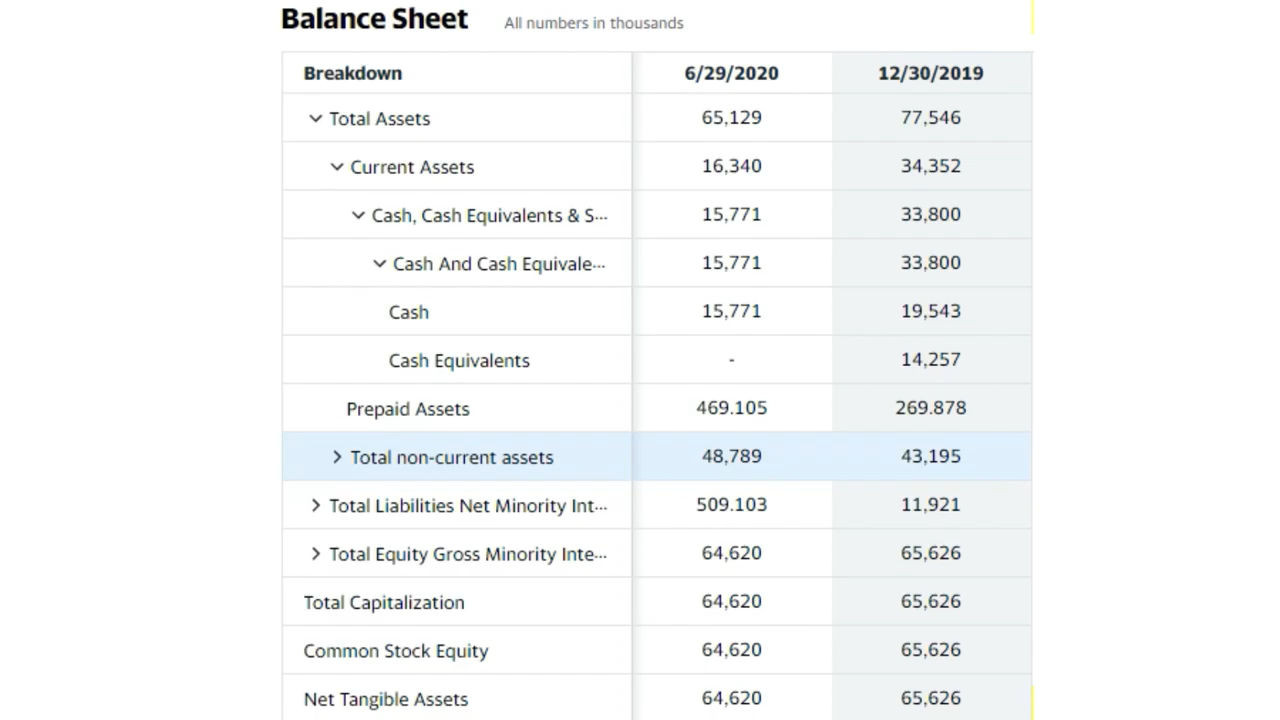 Balance Sheet All numbers in thousands
Breakdown 6/29/2020 12/30/2019
Total Assets 65,129 77,546
Current Assets 16,340 34,352
Cash, Cash Equivalents & S... 15,771 33,800
Cash And Cash Equivale... 15,771 33,800
Cash 15,771 19,543
Cash Equivalents - 14,257
Prepaid Assets 469.105 269.878
Total non-current assets 48,789 43,195
Total Liabilities Net Minority Int... 509.103 11,921
Total Equity Gross Minority Inte... 64,620 65,626
Total Capitalization 64,620 65,626
Common Stock Equity 64,620 65,626
Net Tangible Assets 64,620 65,626